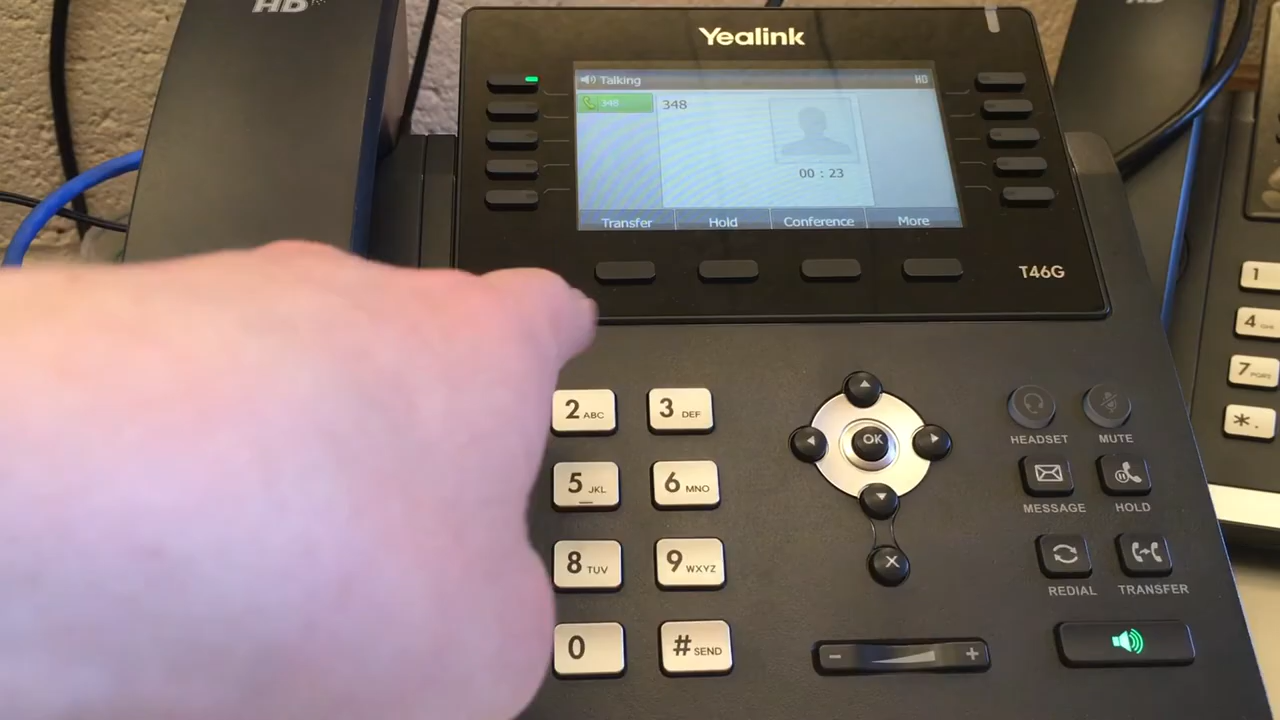 HD
Yealink
Talking HD
348 348
00 : 23
Transfer Hold Conference More
T46G
2 ABC 3 DEF
5 JKL 6 MNO
8 TUV 9 WXYZ
0 # SEND
OK
HEADSET MUTE
MESSAGE HOLD
REDIAL TRANSFER
- +
1
4
7 PQRS
*.